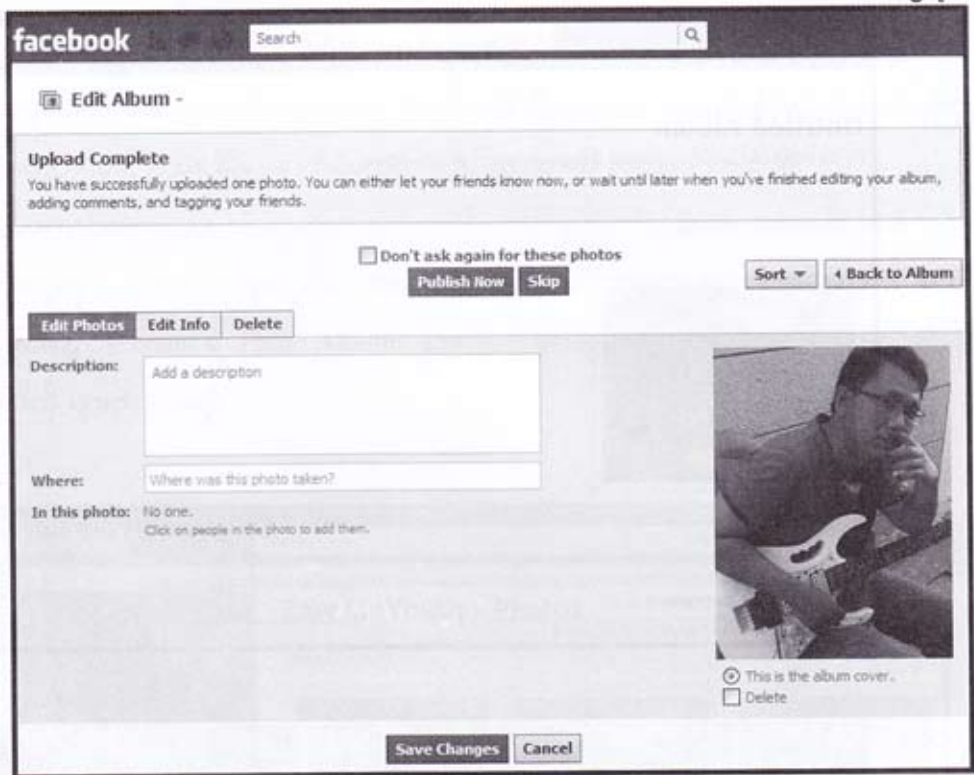 facebook
Search
Edit Album -
Upload Complete
You have successfully uploaded one photo. You can either let your friends know now, or wait until later when you've finished editing your album,
adding comments, and tagging your friends.
Don't ask again for these photos
Publish Now Skip
Sort Back to Album
Edit Photos Edit Info Delete
Description:
Add a description
Where:
Where was this photo taken?
In this photo: No one.
Click on people in the photo to add them.
This is the album cover.
Delete
Save Changes Cancel